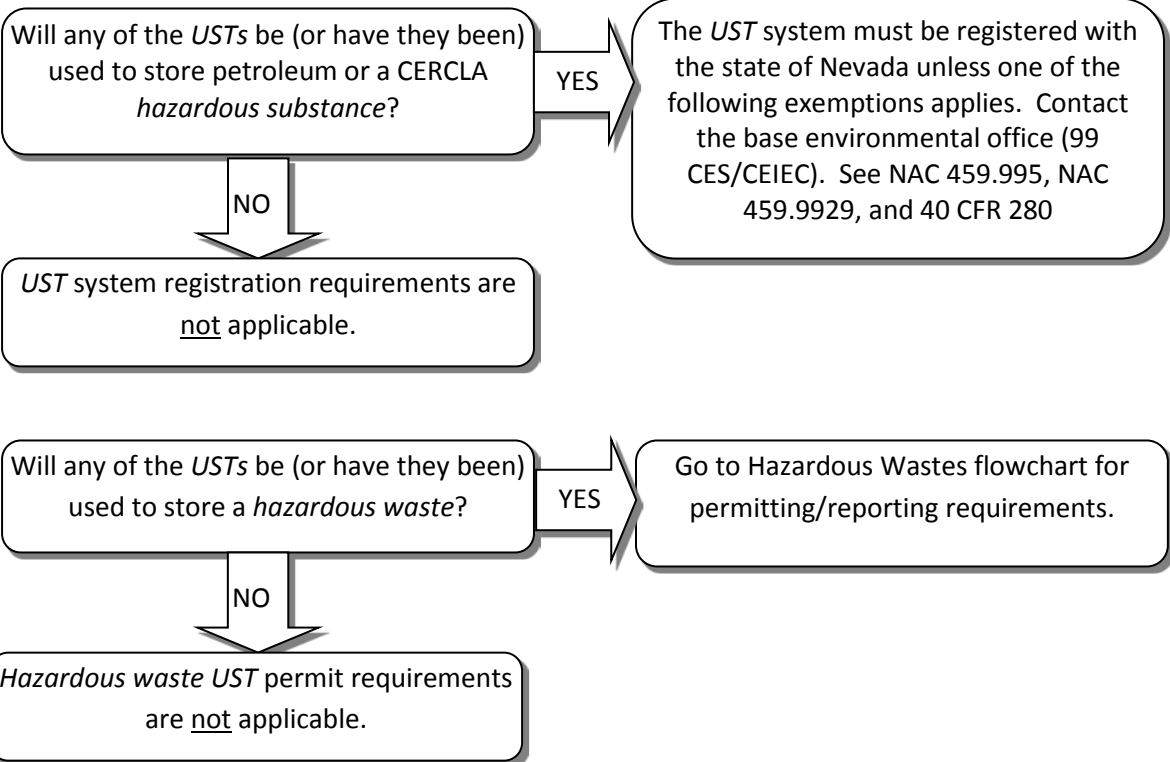 Will any of the USTs be (or have they been)
used to store petroleum or a CERCLA
hazardous substance?
YES
The UST system must be registered with
the state of Nevada unless one of the
following exemptions applies.  Contact
the base environmental office (99
CES/CEIEC).  See NAC 459.995, NAC
459.9929, and 40 CFR 280
NO
UST system registration requirements are
not applicable.
Will any of the USTs be (or have they been)
used to store a hazardous waste?
YES
Go to Hazardous Wastes flowchart for
permitting/reporting requirements.
NO
Hazardous waste UST permit requirements
are not applicable.